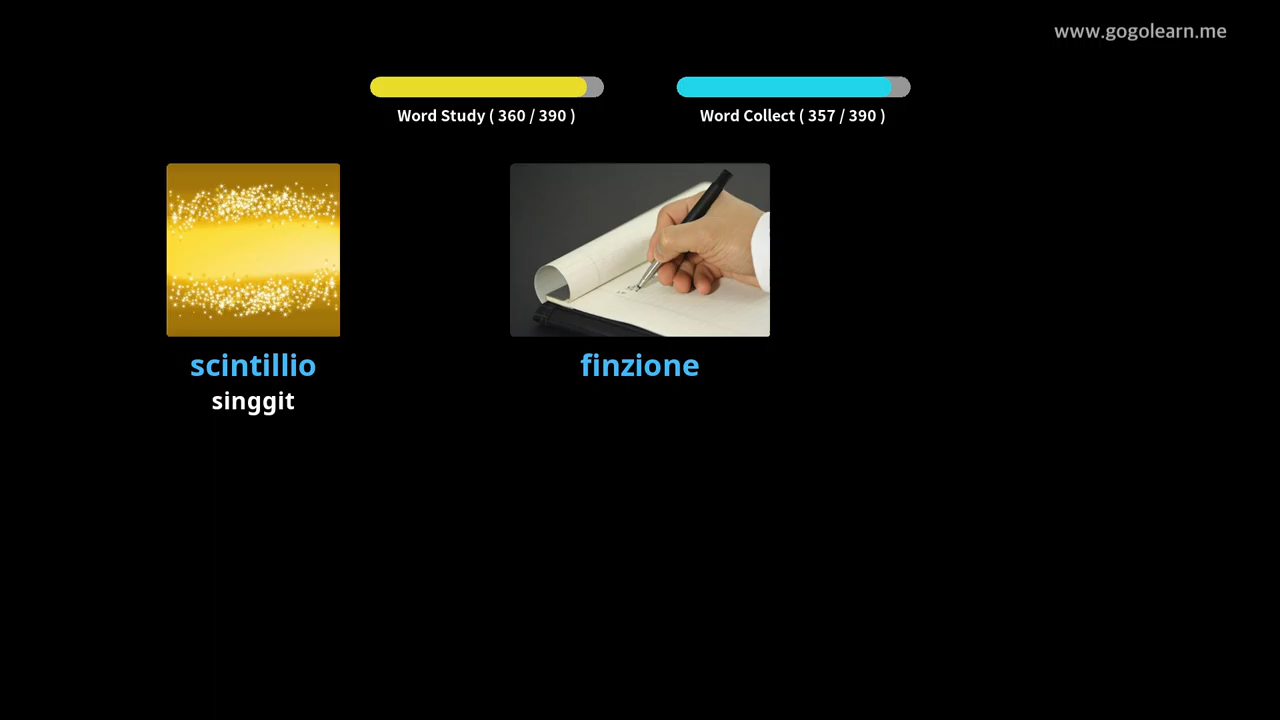 www.gogolearn.me
Word Study ( 360 / 390 )
Word Collect ( 357 / 390 )
scintillio
finzione
singgit